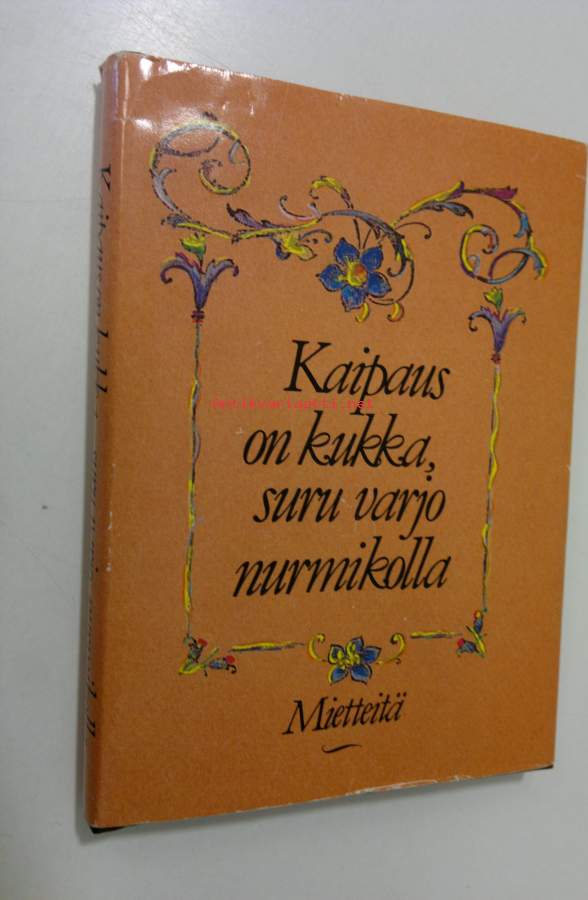 Kaipaus
on kukka,
suru varjo
nurmikolla
Mietteitä